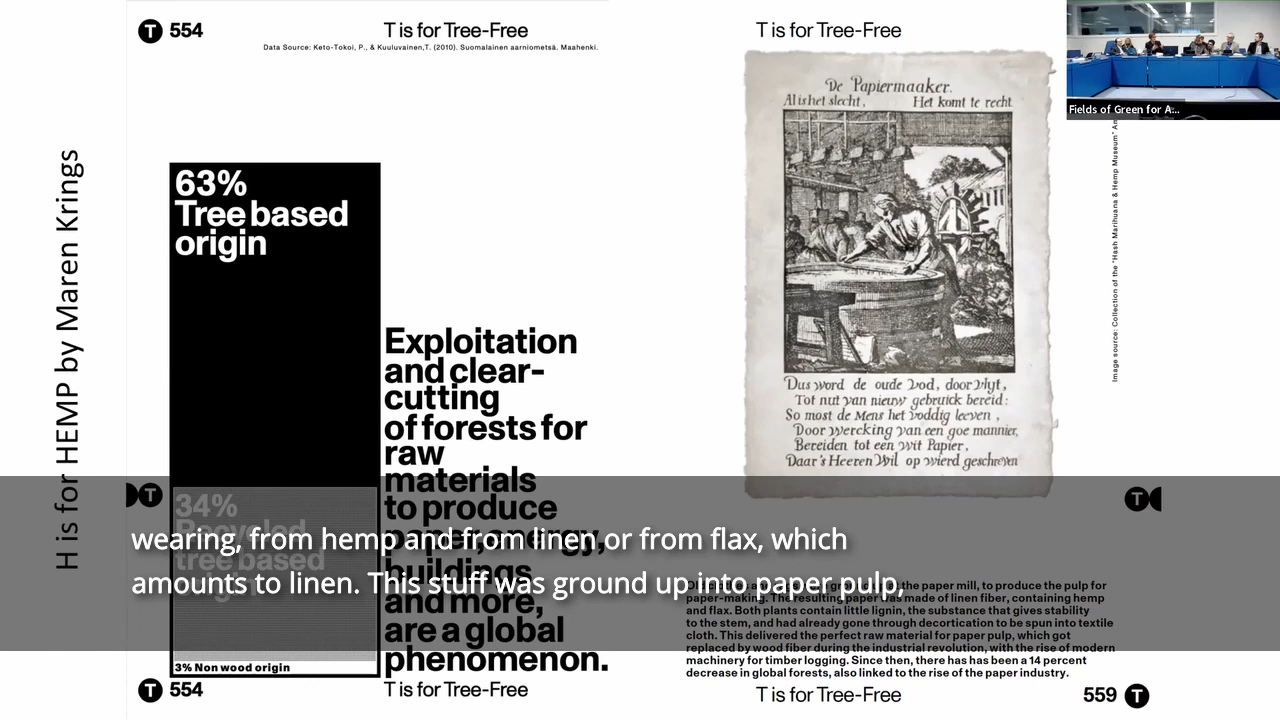 T 554
T is for Tree-Free
Data Source: Keto-Tokoi, P., & Kuuluvainen,T. (2010). Suomalainen aarniometsä. Maahenki.
H is for HEMP by Maren Krings
63%
Tree based
origin
34%
Recycled
tree based
3% Non wood origin
Exploitation
and clear-
cutting
of forests for
raw
materials
to produce
paper, energy,
buildings
and more,
are a global
phenomenon.
T
T 554
T is for Tree-Free
T is for Tree-Free
De Papiermaaker.
Al is het slecht, Het komt te recht
Dus word de oude Vod, door Vlyt,
Tot nut van nieuw gebruick bereid:
So most de Mens het Voddig leeven,
Door Wercking van een goe mannier,
Bereiden tot een Wit Papier,
Daar's Heeren Wil op wierd geschreven
Image source: Collection of the "Hash Marihuana & Hemp Museum"
Fields of Green for A...
T
the paper mill, to produce the pulp for
paper-making. The resulting paper was made of linen fiber, containing hemp
and flax. Both plants contain little lignin, the substance that gives stability
to the stem, and had already gone through decortication to be spun into textile
cloth. This delivered the perfect raw material for paper pulp, which got
replaced by wood fiber during the industrial revolution, with the rise of modern
machinery for timber logging. Since then, there has has been a 14 percent
decrease in global forests, also linked to the rise of the paper industry.
T is for Tree-Free
559 T
wearing, from hemp and from linen or from flax, which
amounts to linen. This stuff was ground up into paper pulp,